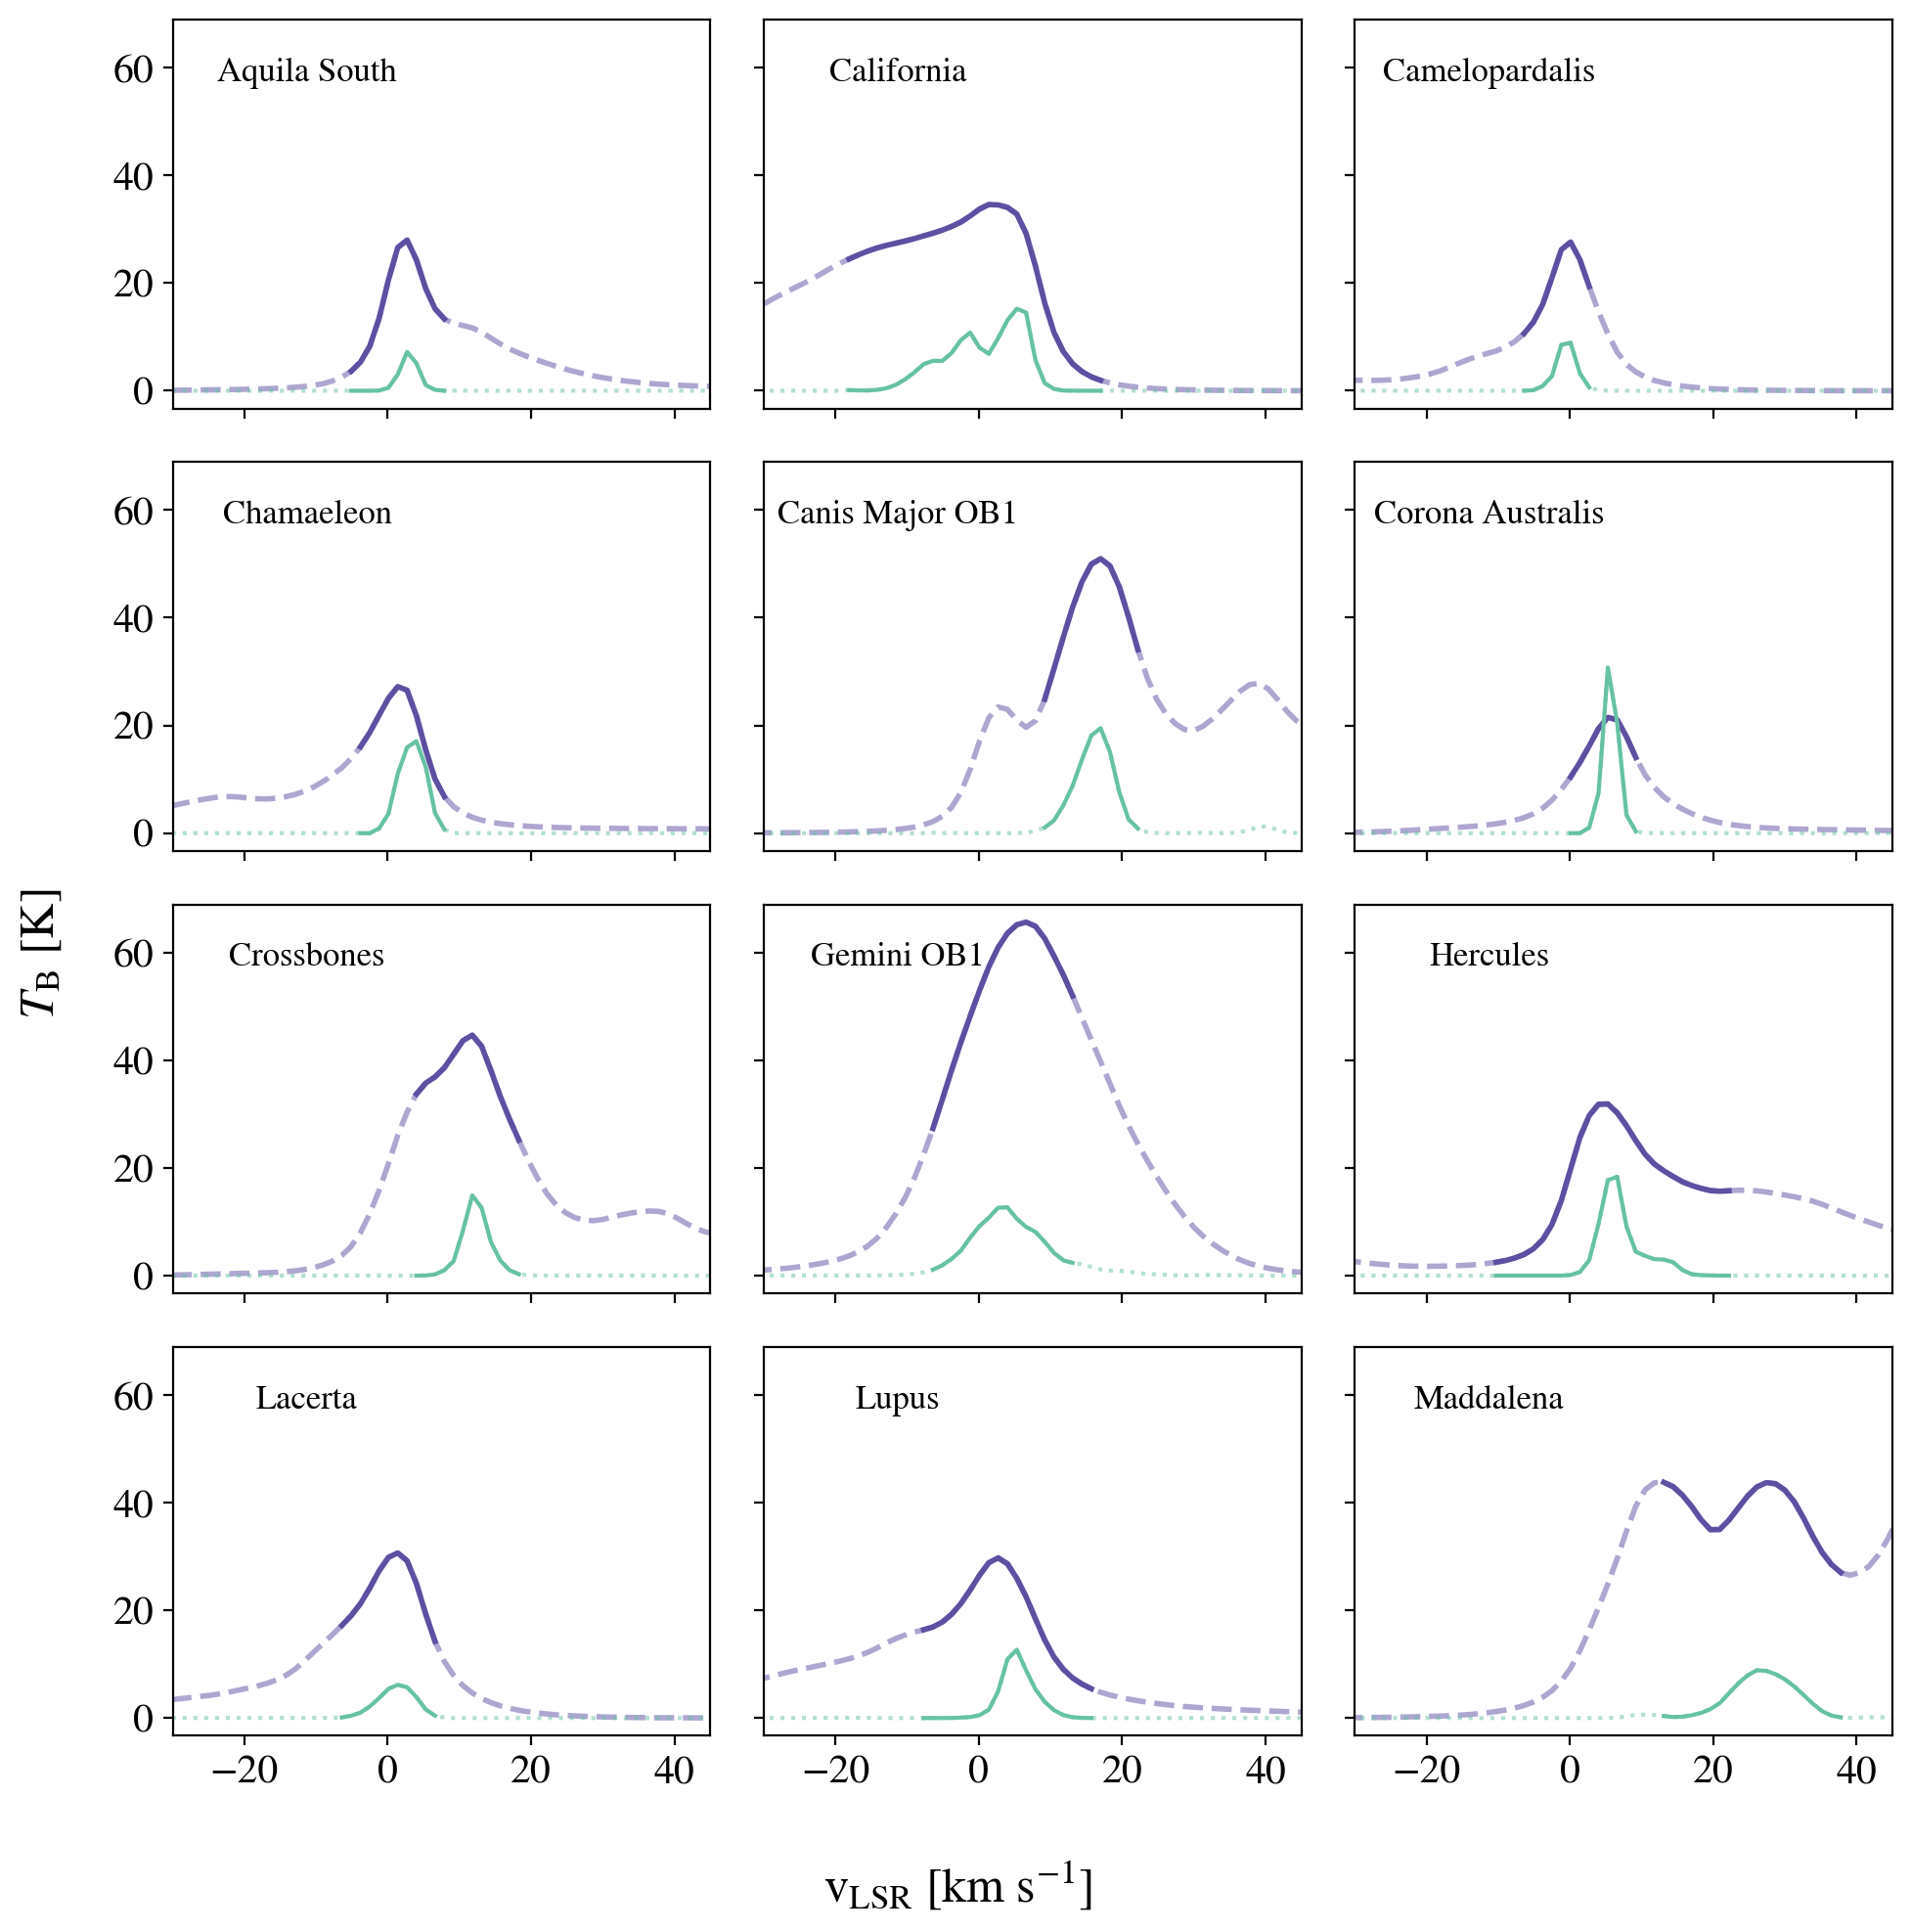 Aquila South
California
Camelopardalis
60
40
20
0
Chamaeleon
Canis Major OB1
Corona Australis
60
40
20
0
Crossbones
Gemini OB1
Hercules
60
40
20
0
Lacerta
Lupus
Maddalena
60
40
20
0
−20 0 20 40
−20 0 20 40
−20 0 20 40
T_B [K]
v_LSR [km s⁻¹]